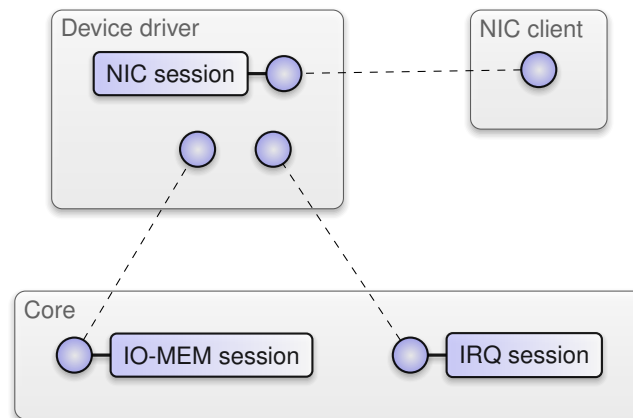 Device driver
NIC client
NIC session
Core
IO-MEM session
IRQ session